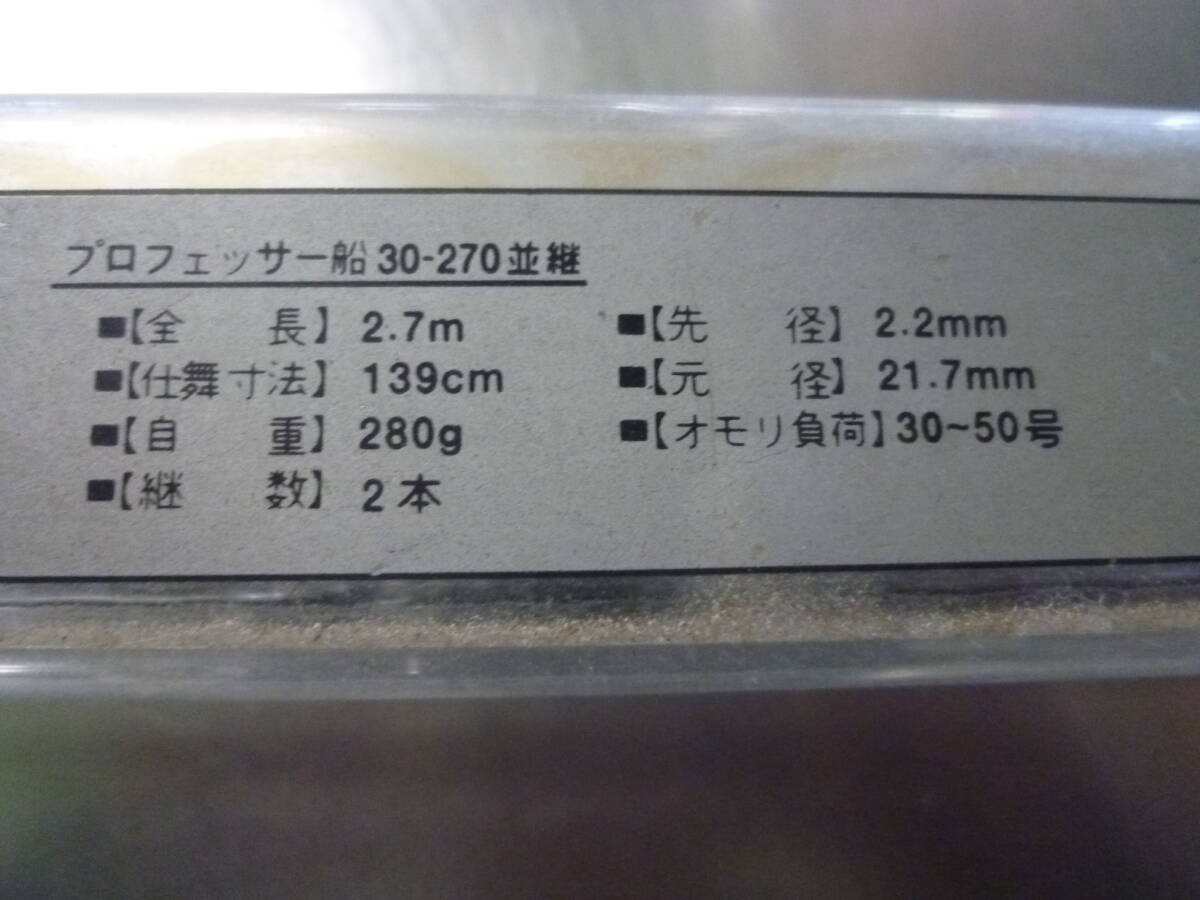 プロフェッサー船 30-270並継
■【全　長】 2.7m
■【仕舞寸法】 139cm
■【自　重】 280g
■【継　数】 2本
■【先　径】 2.2mm
■【元　径】 21.7mm
■【オモリ負荷】 30~50号